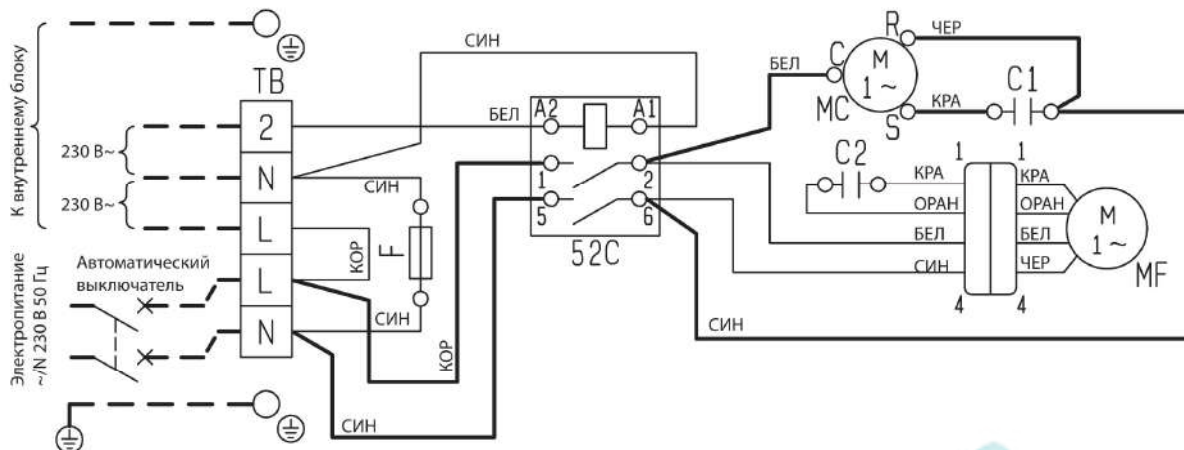 К внутреннему блоку
230 В~
230 В~
Электропитание
~/N 230 В 50 Гц
Автоматический
выключатель
TB
2
N
L
L
N
СИН
БЕЛ
СИН
F
КОР
СИН
КОР
СИН
A2
A1
1
2
5
6
52C
БЕЛ
C
R
ЧЕР
M
1~
MC
S
КРА
C1
C2
КРА
ОРАН
БЕЛ
СИН
1
1
4
4
КРА
ОРАН
БЕЛ
ЧЕР
M
1~
MF
СИН